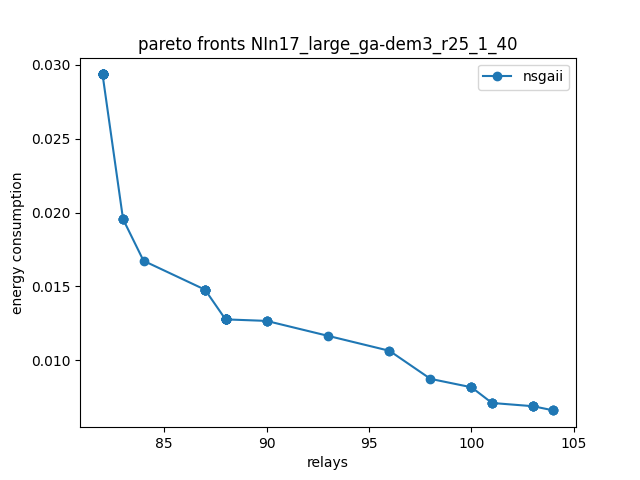 pareto fronts NIn17_large_ga-dem3_r25_1_40
nsgaii
energy consumption
0.030
0.025
0.020
0.015
0.010
85 90 95 100 105
relays